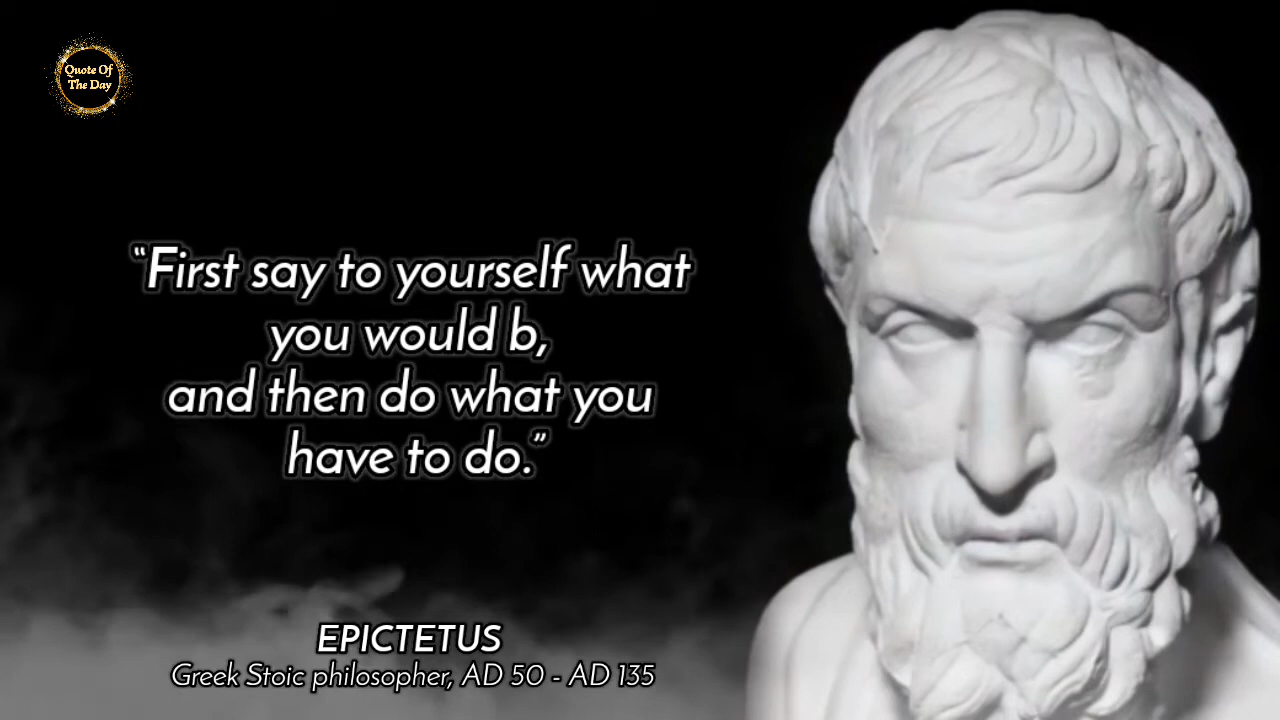 Quote Of
The Day
“First say to yourself what
you would b,
and then do what you
have to do.”
EPICTETUS
Greek Stoic philosopher, AD 50 - AD 135